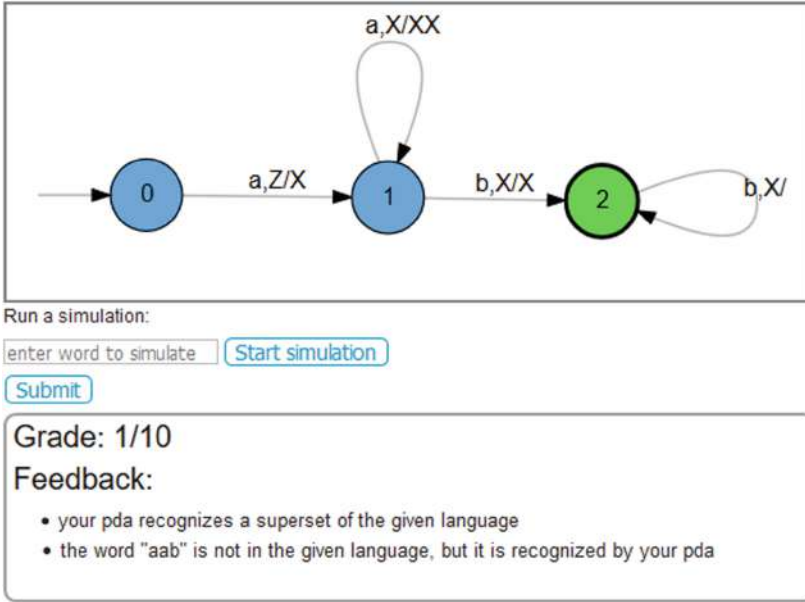 a,X/XX
0
a,Z/X
1
b,X/X
2
b,X/
Run a simulation:
enter word to simulate Start simulation
Submit
Grade: 1/10
Feedback:
• your pda recognizes a superset of the given language
• the word "aab" is not in the given language, but it is recognized by your pda